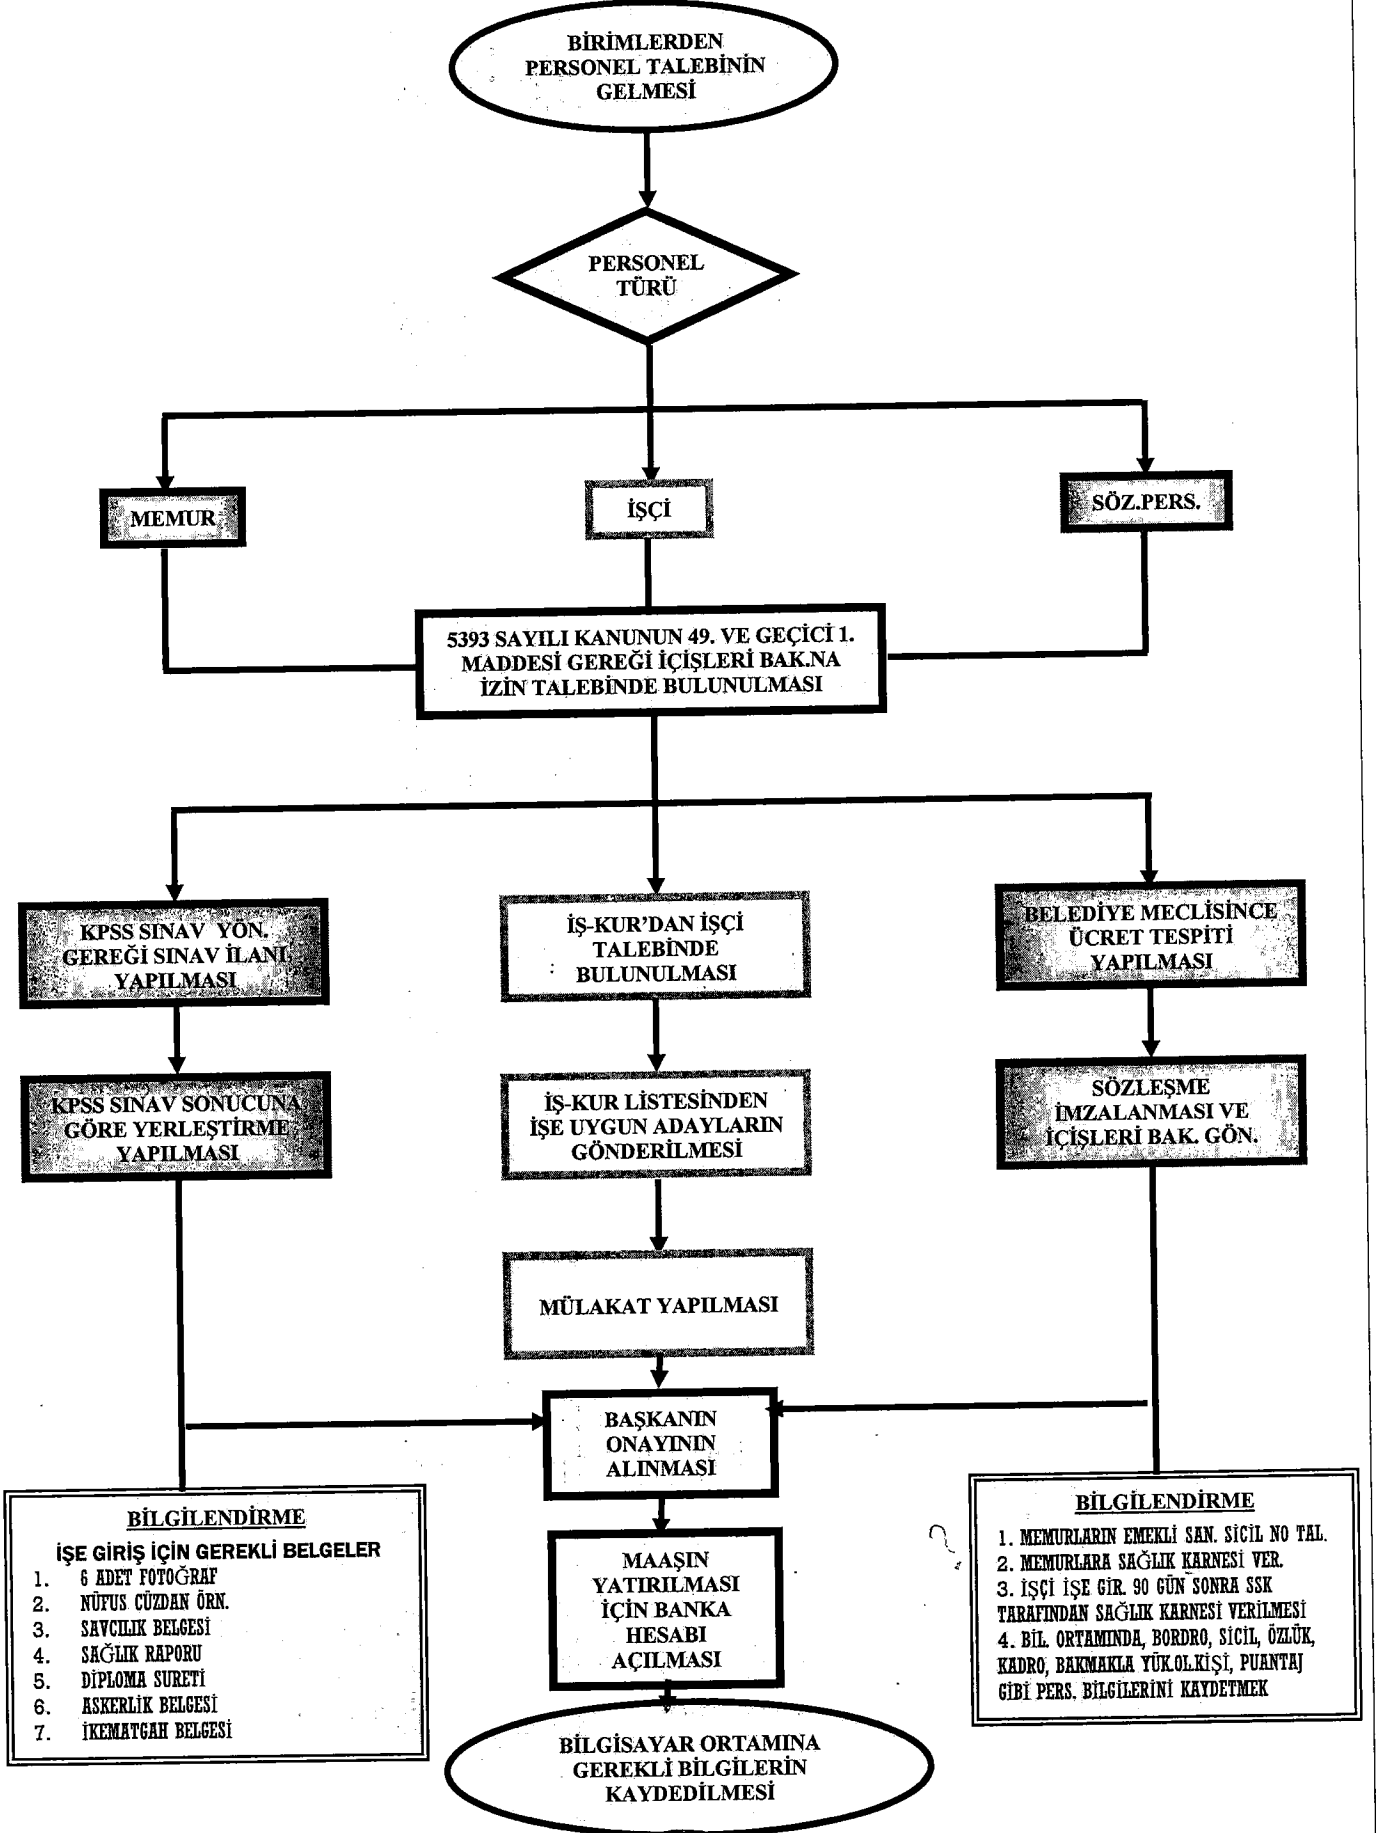 BİRİMLERDEN
PERSONEL TALEBİNİN
GELMESİ
PERSONEL
TÜRÜ
MEMUR
İŞÇİ
SÖZ.PERS.
5393 SAYILI KANUNUN 49. VE GEÇİCİ 1.
MADDESİ GEREĞİ İÇİŞLERİ BAK.NA
İZİN TALEBİNDE BULUNULMASI
KPSS SINAV YÖN.
GEREĞİ SINAV İLANI
YAPILMASI
İŞ-KUR'DAN İŞÇİ
TALEBİNDE
BULUNULMASI
BELEDİYE MECLİSİNCE
ÜCRET TESPİTİ
YAPILMASI
KPSS SINAV SONUCUNA
GÖRE YERLEŞTİRME
YAPILMASI
İŞ-KUR LİSTESİNDEN
İŞE UYGUN ADAYLARIN
GÖNDERİLMESİ
SÖZLEŞME
İMZALANMASI VE
İÇİŞLERİ BAK. GÖN.
MÜLAKAT YAPILMASI
BAŞKANIN
ONAYININ
ALINMASI
BİLGİLENDİRME
İŞE GİRİŞ İÇİN GEREKLİ BELGELER
1. 6 ADET FOTOĞRAF
2. NÜFUS CÜZDAN ÖRN.
3. SAVCILIK BELGESİ
4. SAĞLIK RAPORU
5. DİPLOMA SURETİ
6. ASKERLİK BELGESİ
7. İKEMATGAH BELGESİ
MAAŞIN
YATIRILMASI
İÇİN BANKA
HESABI
AÇILMASI
BİLGİLENDİRME
1. MEMURLARIN EMEKLİ SAN. SİCİL NO TAL.
2. MEMURLARA SAĞLIK KARNESİ VER.
3. İŞÇİ İŞE GİR. 90 GÜN SONRA SSK
TARAFINDAN SAĞLIK KARNESİ VERİLMESİ
4. BİL. ORTAMINDA, BORDRO, SİCİL, ÖZLÜK,
KADRO, BAKMAKLA YÜK.OL.KİŞİ, PUANTAJ
GİBİ PERS. BİLGİLERİNİ KAYDETMEK
BİLGİSAYAR ORTAMINA
GEREKLİ BİLGİLERİN
KAYDEDİLMESİ